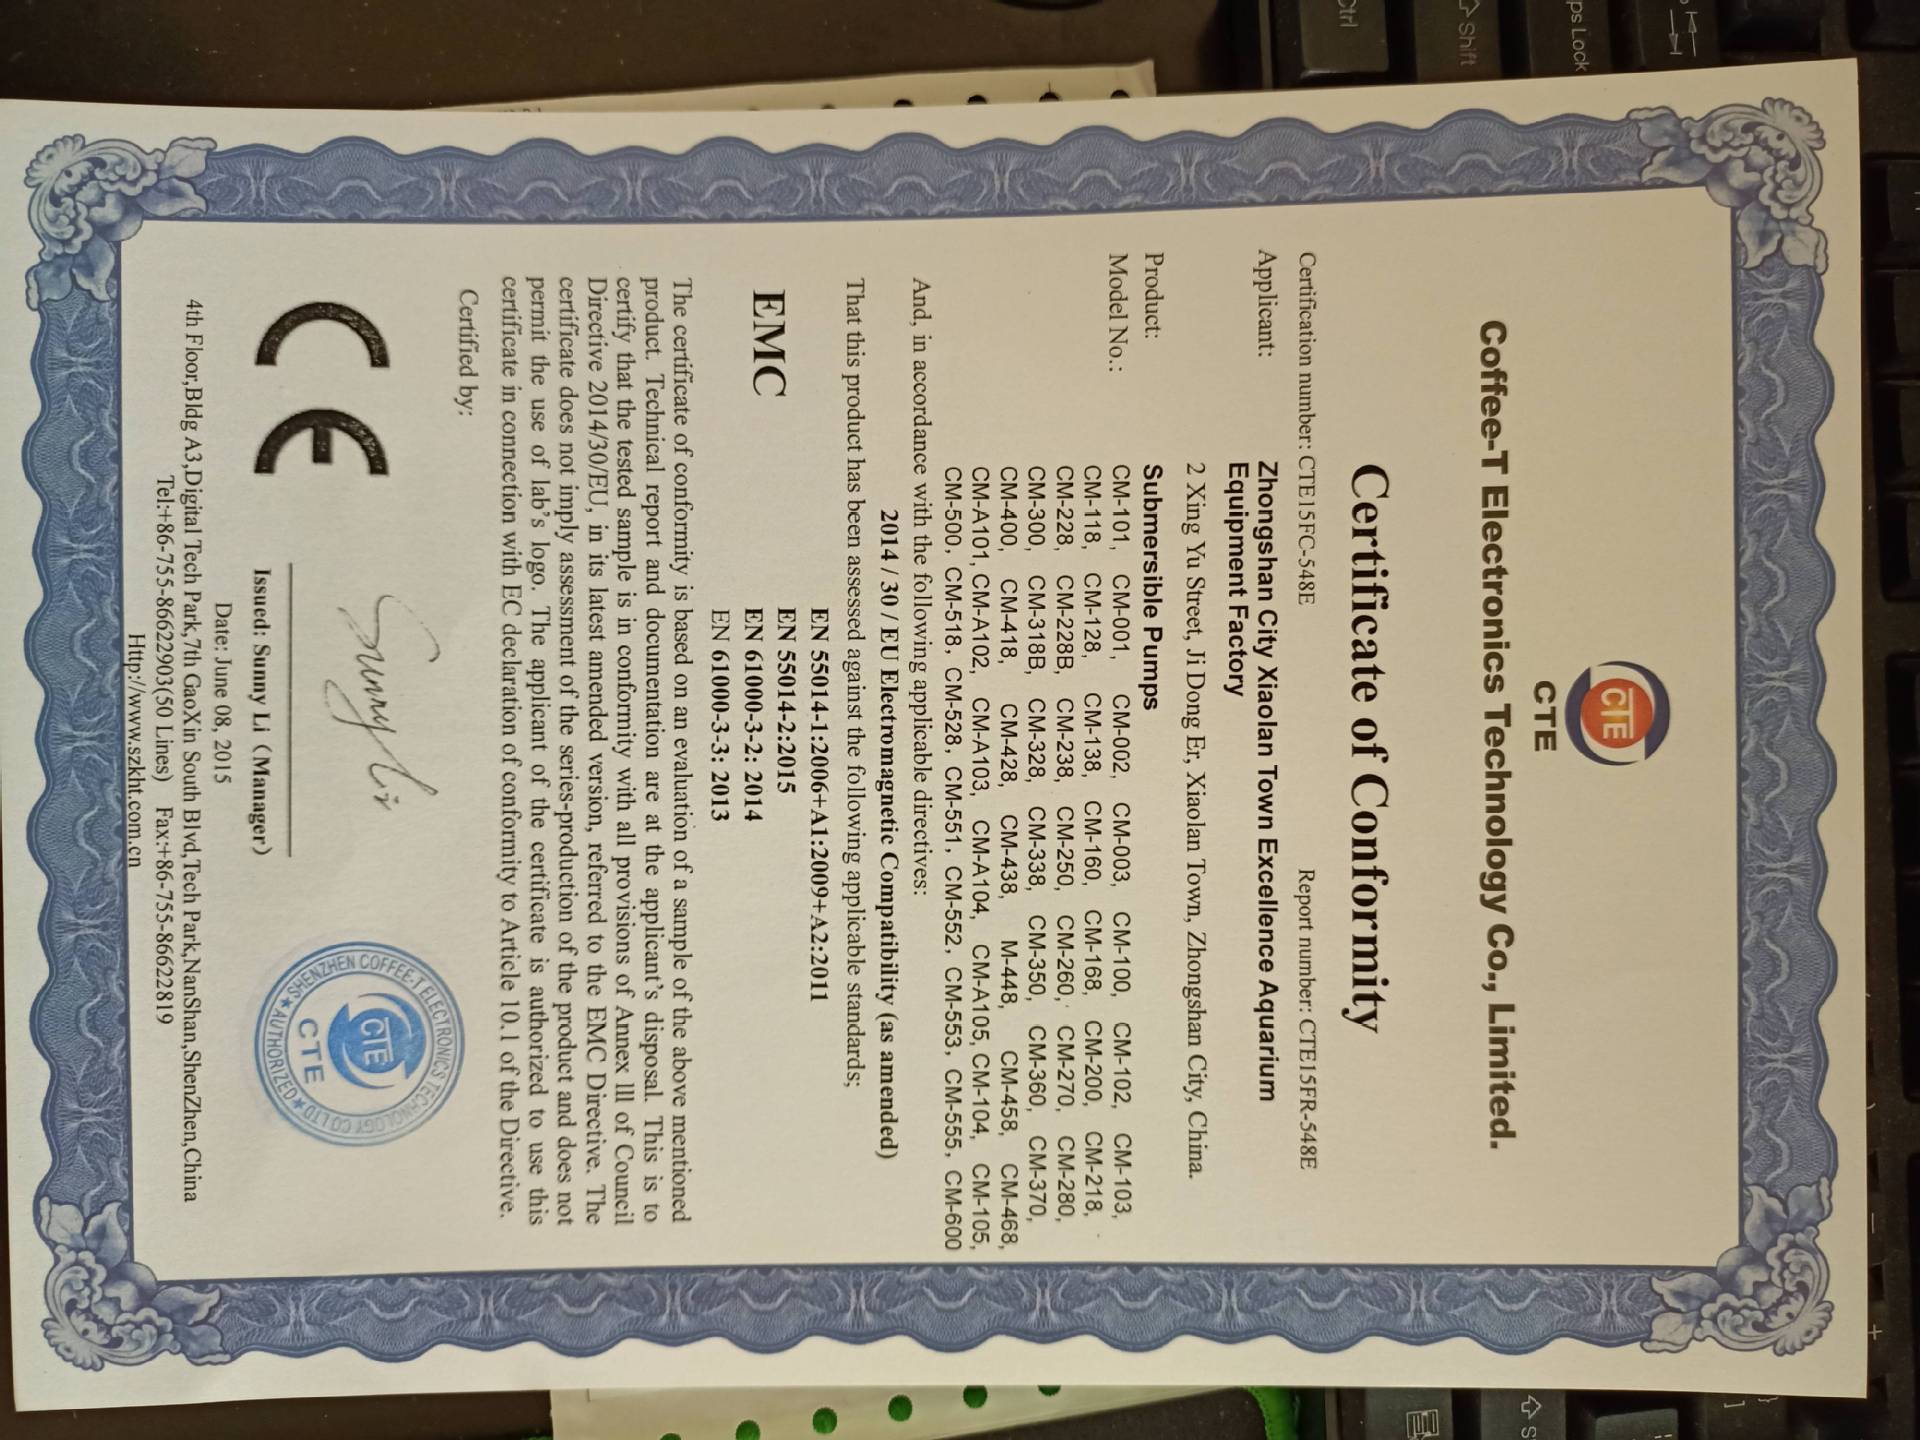 CTE
CTE
Coffee-T Electronics Technology Co., Limited.
Certificate of Conformity
Certification number: CTE15FC-548E Report number: CTE15FR-548E
Applicant: Zhongshan City Xiaolan Town Excellence Aquarium
Equipment Factory
2 Xing Yu Street, Ji Dong Er, Xiaolan Town, Zhongshan City, China.
Product: Submersible Pumps
Model No.: CM-101, CM-001, CM-002, CM-003, CM-100, CM-102, CM-103,
CM-118, CM-128, CM-138, CM-160, CM-168, CM-200, CM-218,
CM-228, CM-228B, CM-238, CM-250, CM-260, CM-270, CM-280,
CM-300, CM-318B, CM-328, CM-338, CM-350, CM-360, CM-370,
CM-400, CM-418, CM-428, CM-438, M-448, CM-458, CM-468,
CM-A101, CM-A102, CM-A103, CM-A104, CM-A105, CM-104, CM-105,
CM-500, CM-518, CM-528, CM-551, CM-552, CM-553, CM-555, CM-600
And, in accordance with the following applicable directives:
2014 / 30 / EU Electromagnetic Compatibility (as amended)
That this product has been assessed against the following applicable standards;
EN 55014-1:2006+A1:2009+A2:2011
EMC EN 55014-2:2015
EN 61000-3-2: 2014
EN 61000-3-3: 2013
The certificate of conformity is based on an evaluation of a sample of the above mentioned
product. Technical report and documentation are at the applicant's disposal. This is to
certify that the tested sample is in conformity with all provisions of Annex lll of Council
Directive 2014/30/EU, in its latest amended version, referred to the EMC Directive. The
certificate does not imply assessment of the series-production of the product and does not
permit the use of lab's logo. The applicant of the certificate is authorized to use this
certificate in connection with EC declaration of conformity to Article 10.1 of the Directive.
Certified by:
CE
Sunny Li
SHENZHEN COFFEE-T ELECTRONICS TECHNOLOGY CO LTD
CTE
CTE
★AUTHORIZED★
Issued: Sunny Li (Manager)
Date: June 08, 2015
4th Floor,Bldg A3,Digital Tech Park,7th GaoXin South Blvd,Tech Park,NanShan,ShenZhen,China
Tel:+86-755-86622903(50 Lines) Fax:+86-755-86622819
Http://www.szkht.com.cn
Ctrl
Shift
ps Lock